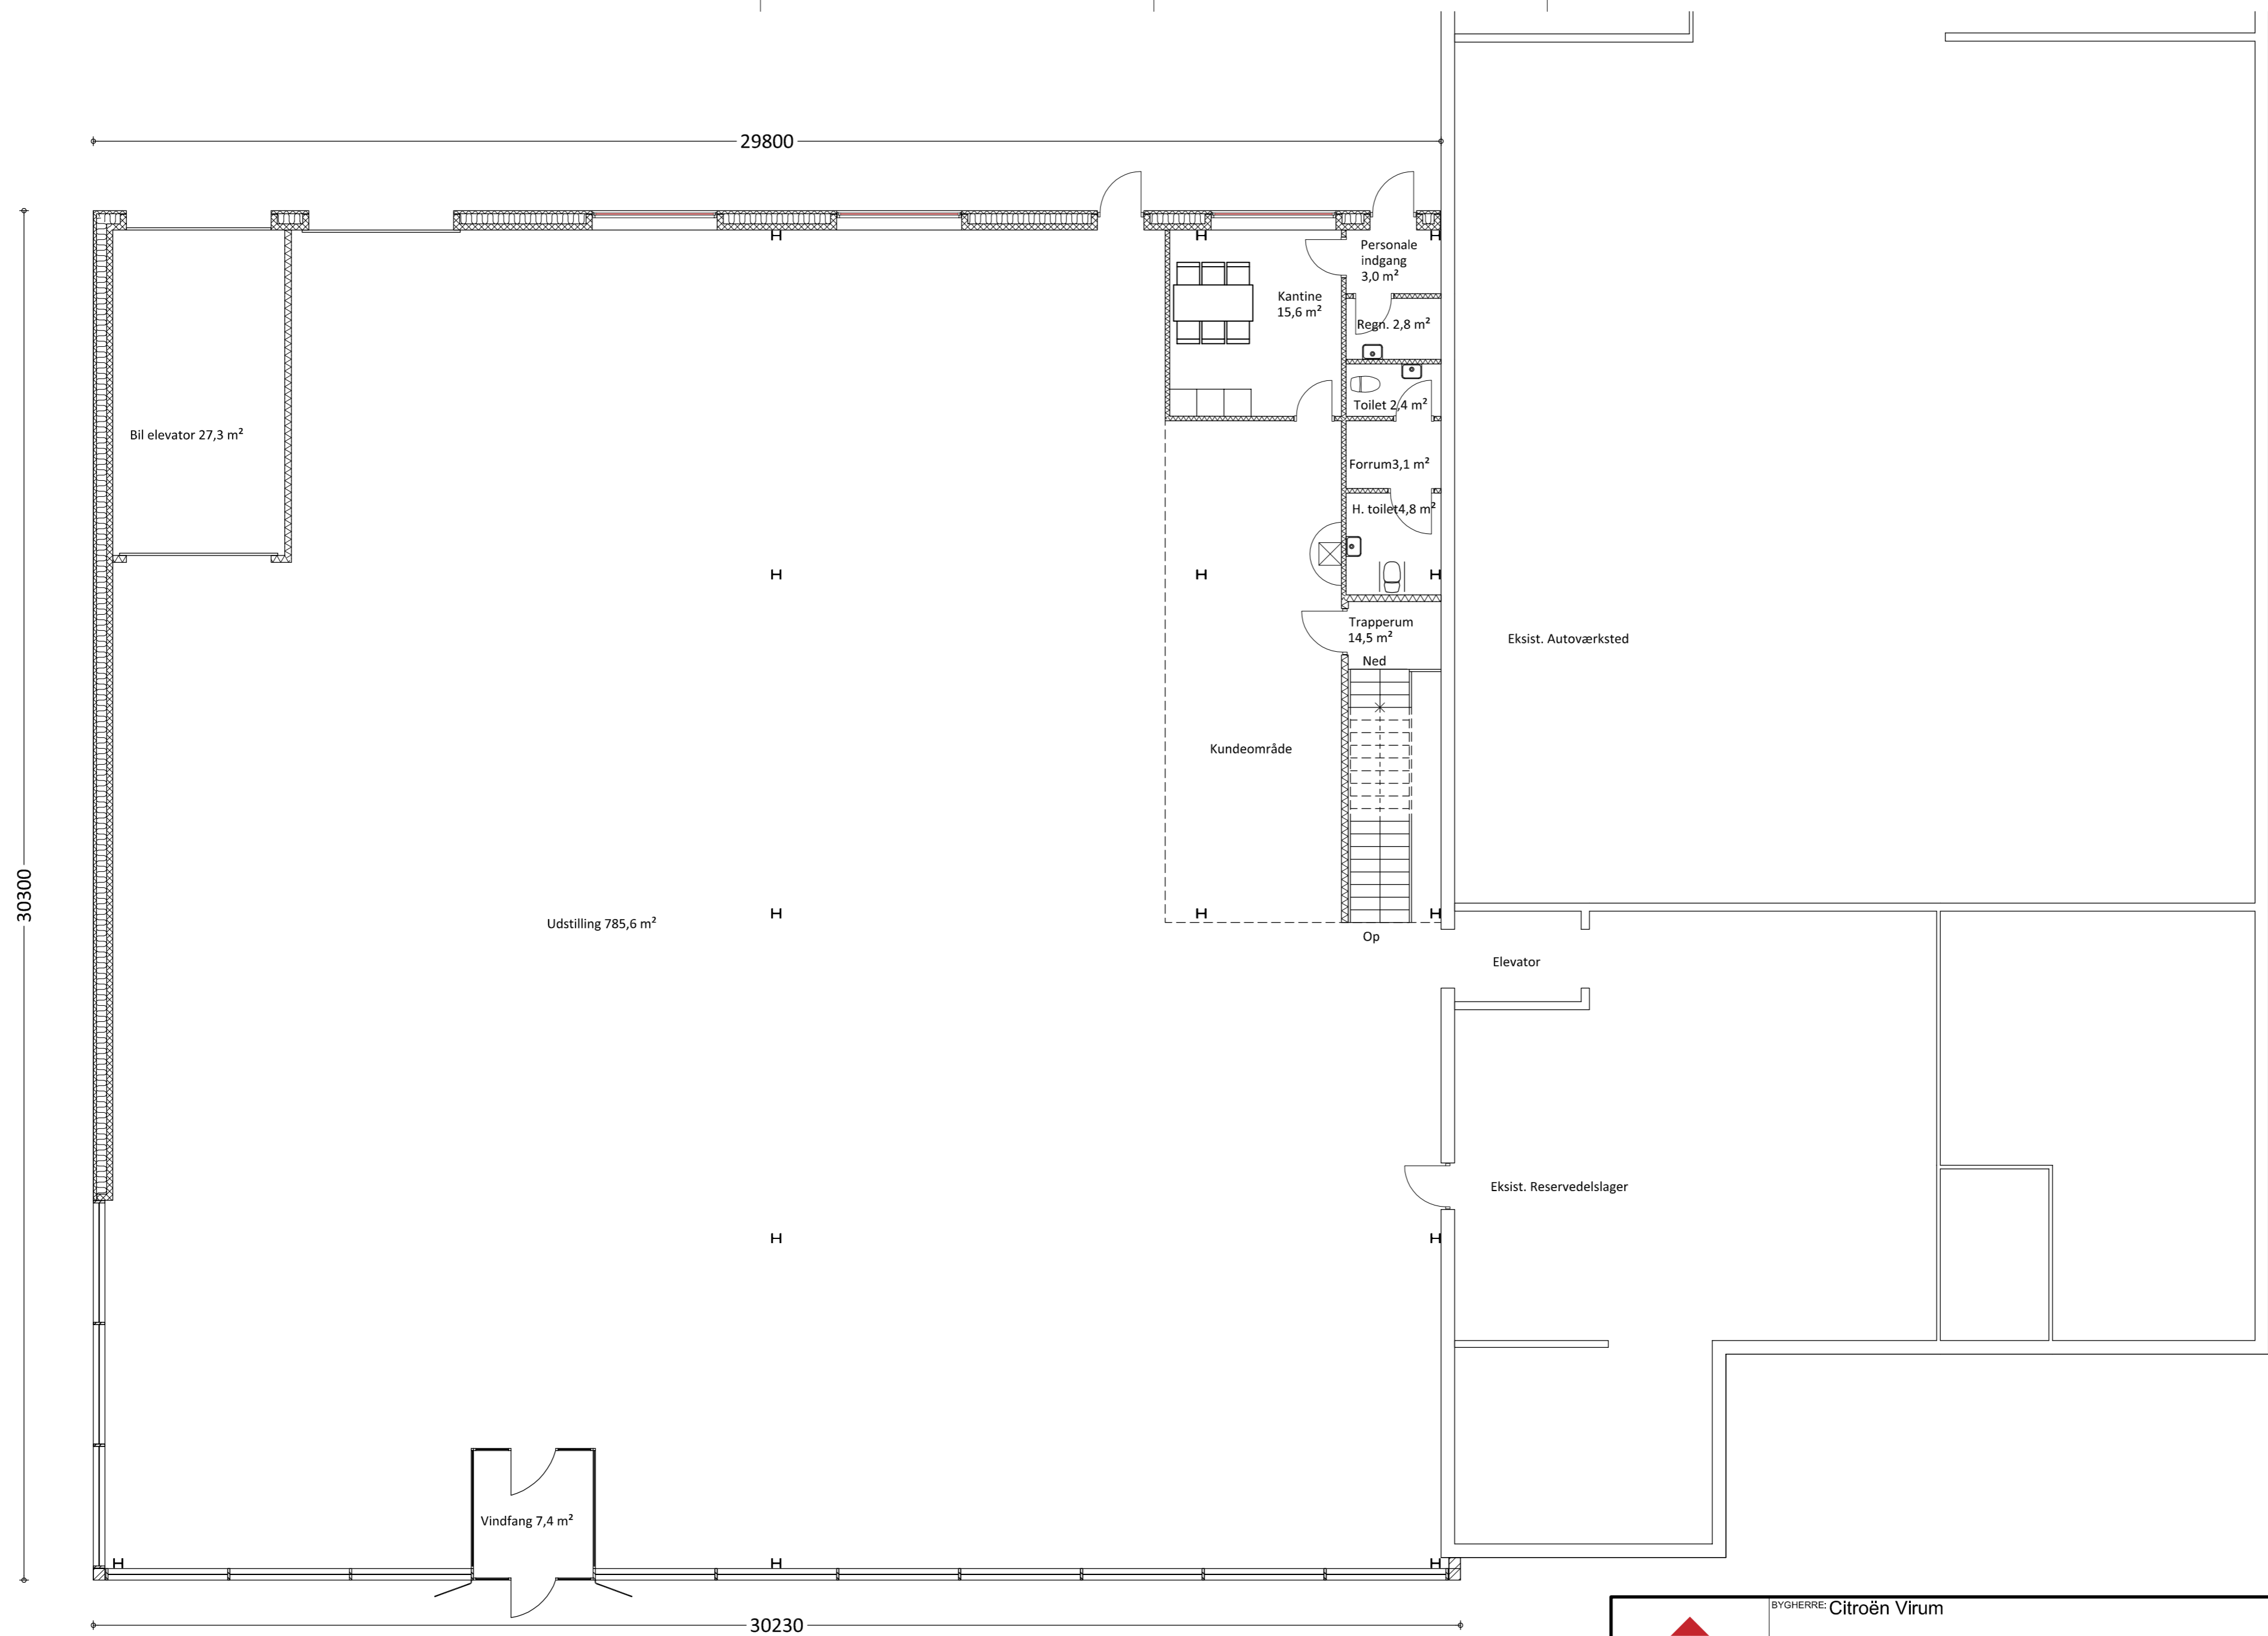 29800
Personale
indgang
3,0 m²
Kantine
15,6 m²
Regn. 2,8 m²
Toilet 2,4 m²
Bil elevator 27,3 m²
Forrum3,1 m²
H. toilet4,8 m²
Trapperum
14,5 m²
Ned
Eksist. Autoværksted
Kundeområde
30300
Udstilling 785,6 m²
Op
Elevator
Eksist. Reservedelslager
Vindfang 7,4 m²
30230
BYGHERRE: Citroën Virum